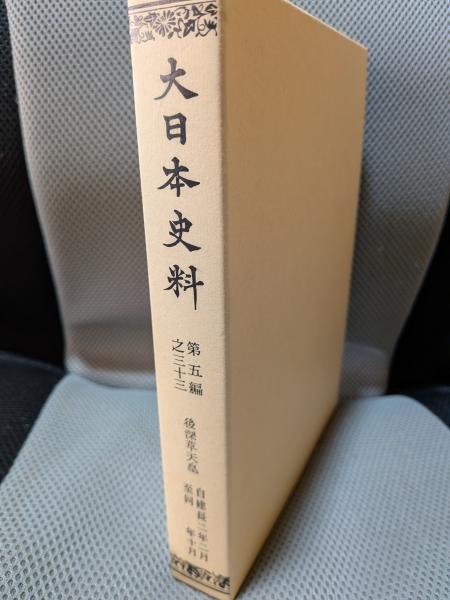 大日本史料
第五編
之三十三
後深草天皇
自建長二年二月
至同年十月